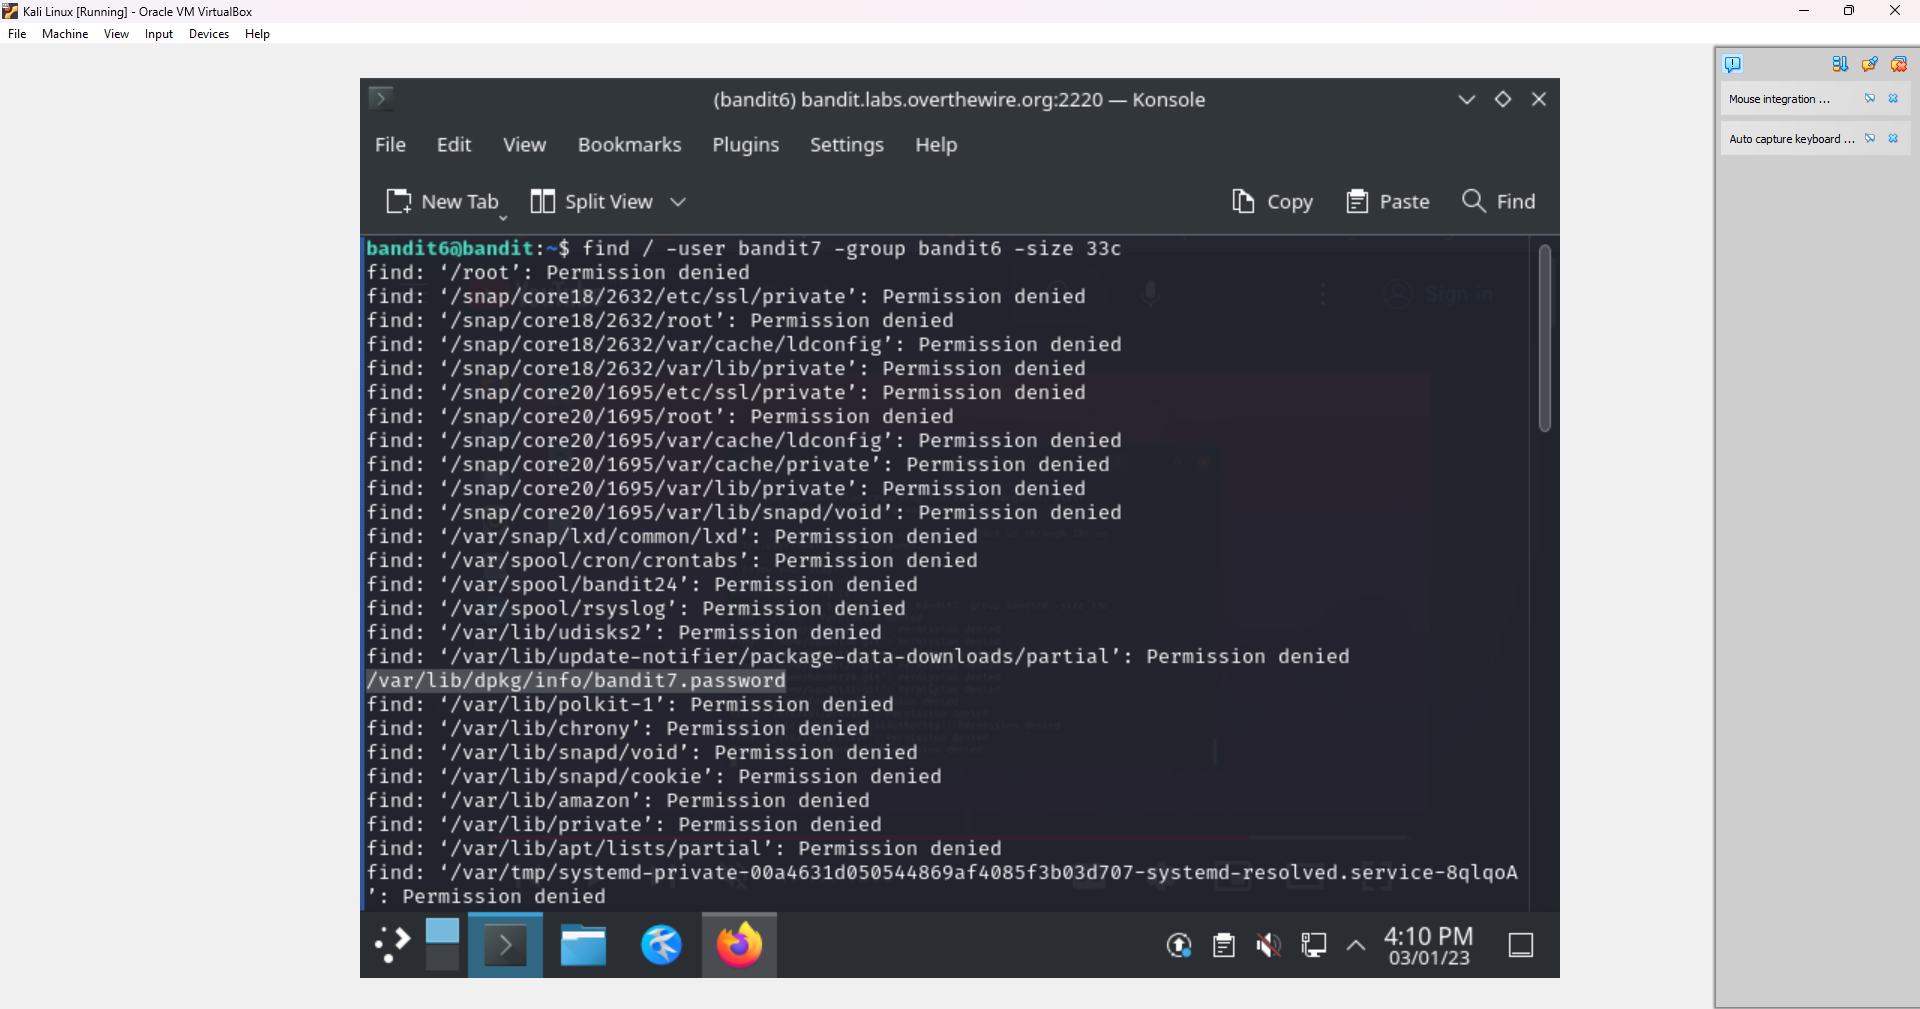 Kali Linux [Running] - Oracle VM VirtualBox
File Machine View Input Devices Help
Mouse integration ...
Auto capture keyboard ...
(bandit6) bandit.labs.overthewire.org:2220 — Konsole
File Edit View Bookmarks Plugins Settings Help
New Tab Split View Copy Paste Find
bandit6@bandit:~$ find / -user bandit7 -group bandit6 -size 33c
find: ‘/root’: Permission denied
find: ‘/snap/core18/2632/etc/ssl/private’: Permission denied
find: ‘/snap/core18/2632/root’: Permission denied
find: ‘/snap/core18/2632/var/cache/ldconfig’: Permission denied
find: ‘/snap/core18/2632/var/lib/private’: Permission denied
find: ‘/snap/core20/1695/etc/ssl/private’: Permission denied
find: ‘/snap/core20/1695/root’: Permission denied
find: ‘/snap/core20/1695/var/cache/ldconfig’: Permission denied
find: ‘/snap/core20/1695/var/cache/private’: Permission denied
find: ‘/snap/core20/1695/var/lib/private’: Permission denied
find: ‘/snap/core20/1695/var/lib/snapd/void’: Permission denied
find: ‘/var/snap/lxd/common/lxd’: Permission denied
find: ‘/var/spool/cron/crontabs’: Permission denied
find: ‘/var/spool/bandit24’: Permission denied
find: ‘/var/spool/rsyslog’: Permission denied
find: ‘/var/lib/udisks2’: Permission denied
find: ‘/var/lib/update-notifier/package-data-downloads/partial’: Permission denied
/var/lib/dpkg/info/bandit7.password
find: ‘/var/lib/polkit-1’: Permission denied
find: ‘/var/lib/chrony’: Permission denied
find: ‘/var/lib/snapd/void’: Permission denied
find: ‘/var/lib/snapd/cookie’: Permission denied
find: ‘/var/lib/amazon’: Permission denied
find: ‘/var/lib/private’: Permission denied
find: ‘/var/lib/apt/lists/partial’: Permission denied
find: ‘/var/tmp/systemd-private-00a4631d050544869af4085f3b03d707-systemd-resolved.service-8qlqoA
’: Permission denied
Sign in
4:10 PM
03/01/23